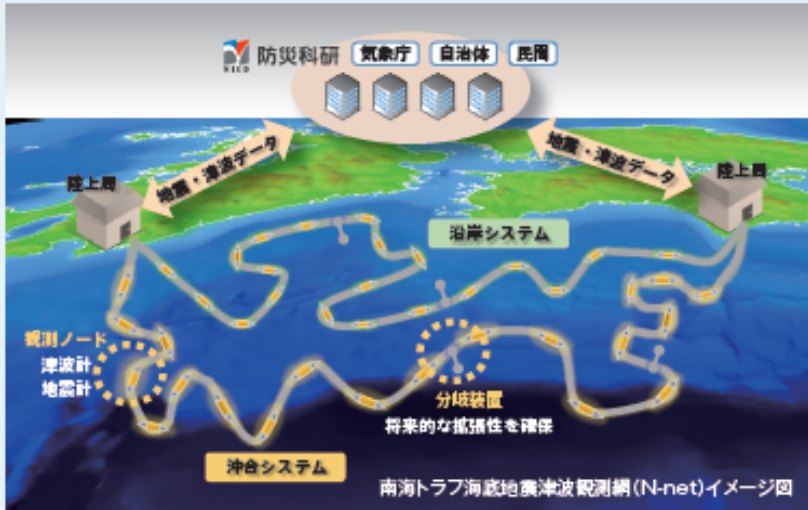 NIED 防災科研 気象庁 自治体 民間
地震・津波データ
地震・津波データ
陸上局
陸上局
沿岸システム
観測ノード
津波計
地震計
分岐装置
将来的な拡張性を確保
沖合システム
南海トラフ海底地震津波観測網(N-net)イメージ図